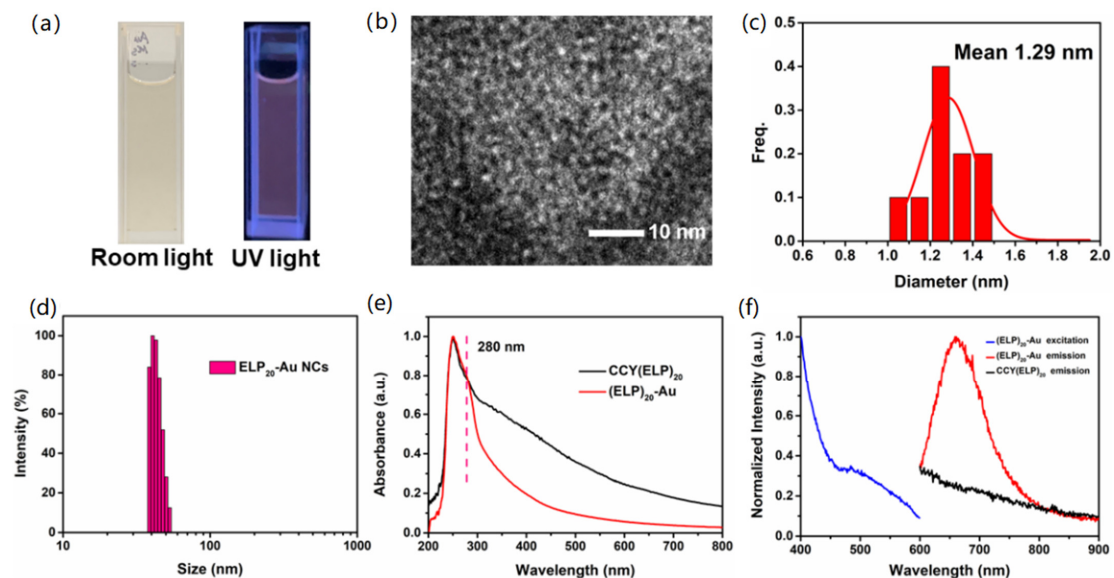 (a)
Au
Room light
UV light
(b)
10 nm
(c)
Mean 1.29 nm
Freq.
0.5
0.4
0.3
0.2
0.1
0.0
0.6 0.8 1.0 1.2 1.4 1.6 1.8 2.0
Diameter (nm)
(d)
ELP₂₀-Au NCs
Intensity (%)
100
80
60
40
20
0
10 100 1000
Size (nm)
(e)
280 nm
CCY(ELP)₂₀
(ELP)₂₀-Au
Absorbance (a.u.)
1.0
0.8
0.6
0.4
0.2
0.0
200 300 400 500 600 700 800
Wavelength (nm)
(f)
(ELP)₂₀-Au excitation
(ELP)₂₀-Au emission
CCY(ELP)₂₀ emission
Normalized Intensity (a.u.)
1.0
0.8
0.6
0.4
0.2
0.0
400 500 600 700 800 900
Wavelength (nm)